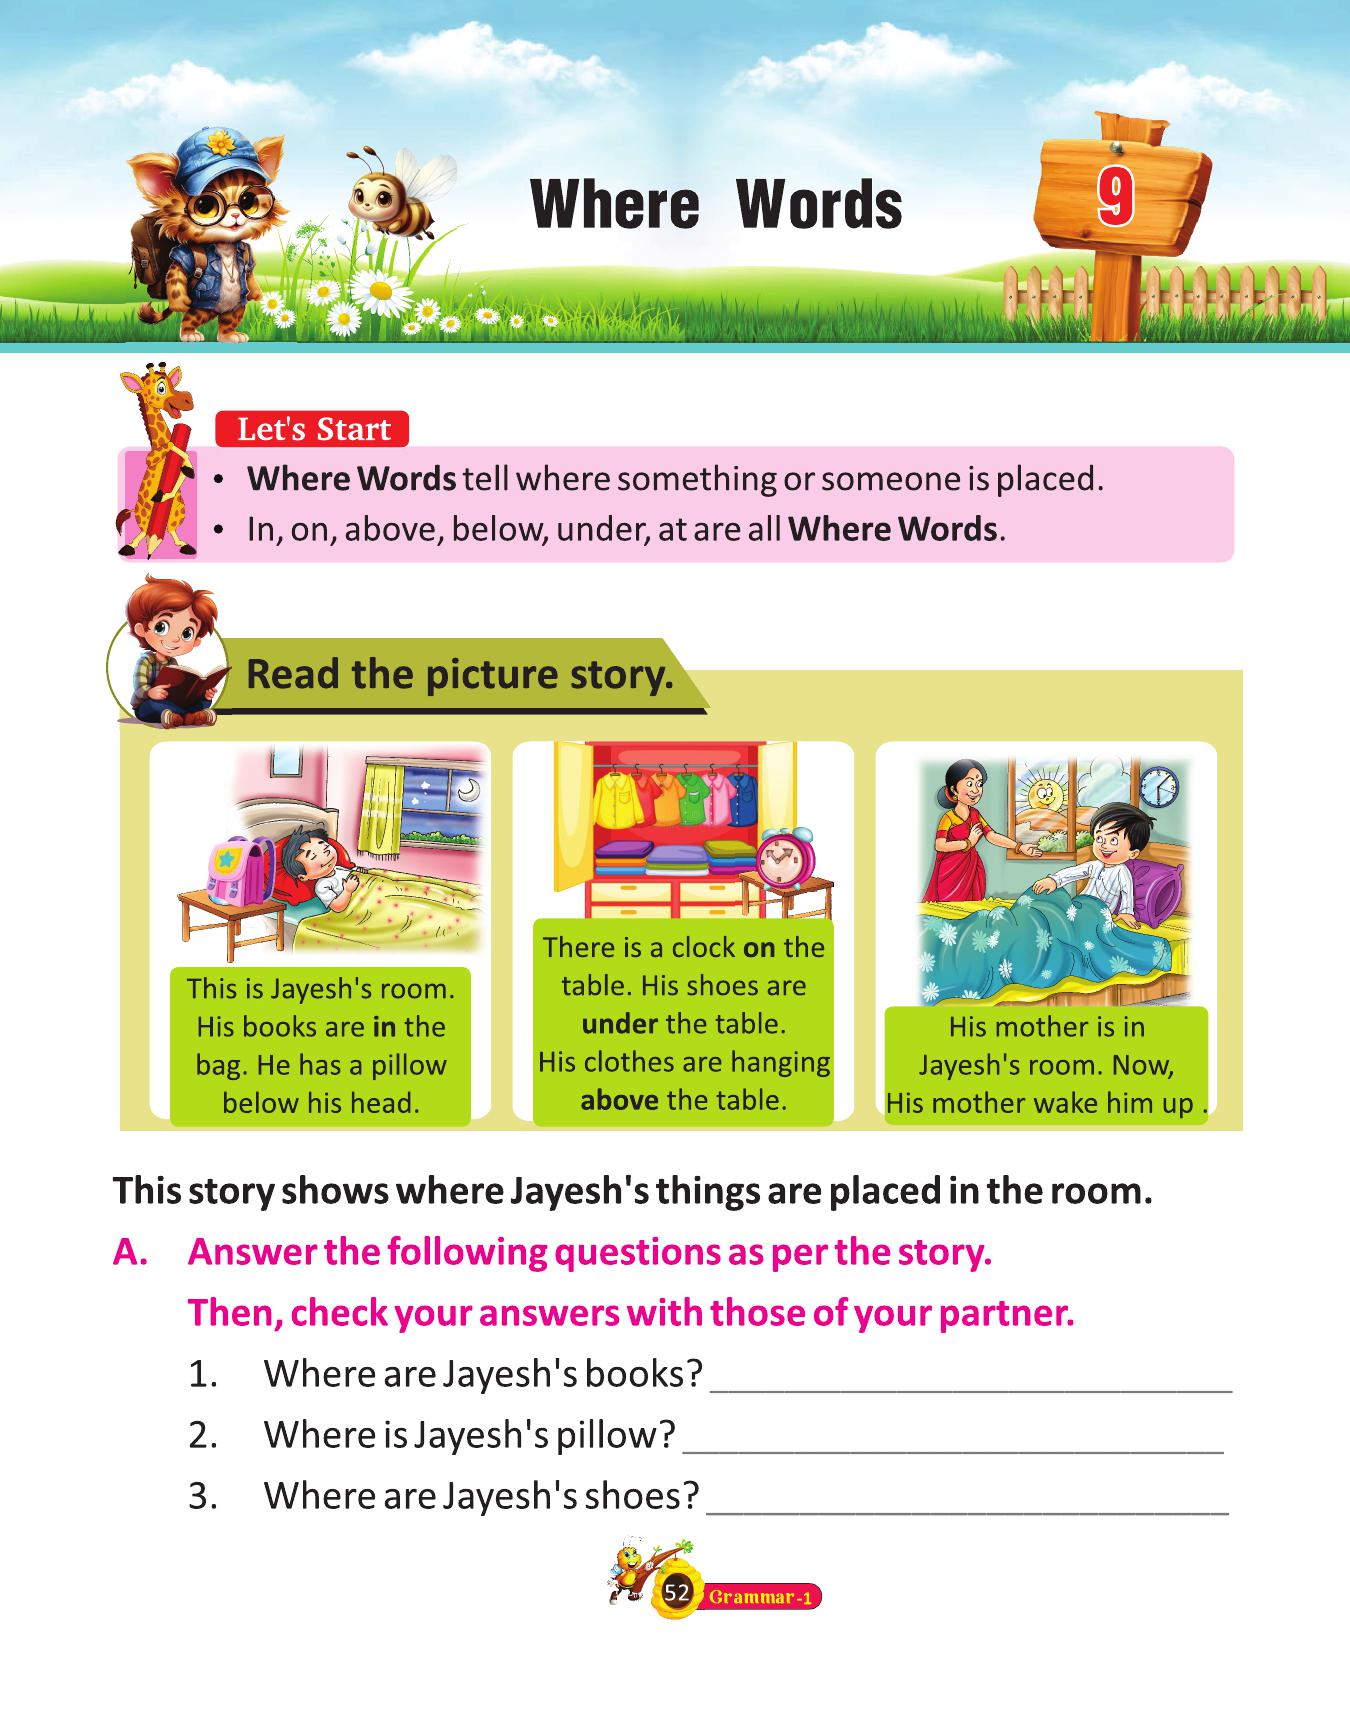 Where Words
9
Let's Start
• Where Words tell where something or someone is placed.
• In, on, above, below, under, at are all Where Words.
Read the picture story.
This is Jayesh's room.
His books are in the
bag. He has a pillow
below his head.
There is a clock on the
table. His shoes are
under the table.
His clothes are hanging
above the table.
His mother is in
Jayesh's room. Now,
His mother wake him up .
This story shows where Jayesh's things are placed in the room.
A. Answer the following questions as per the story.
Then, check your answers with those of your partner.
1. Where are Jayesh's books? ____________________________
2. Where is Jayesh's pillow? _____________________________
3. Where are Jayesh's shoes? ____________________________
52 Grammar-1